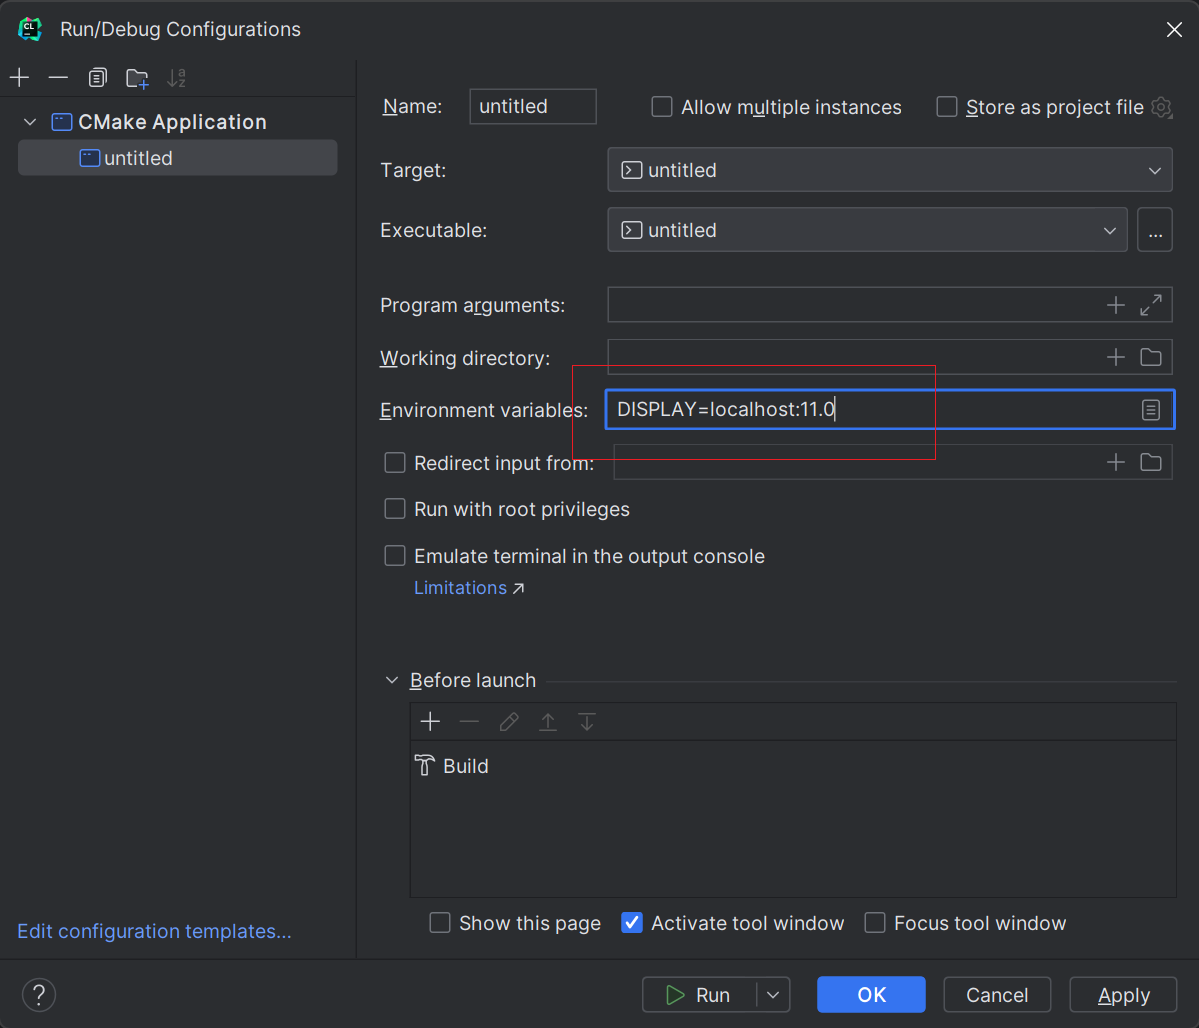 CL
Run/Debug Configurations
Name: untitled
Allow multiple instances
Store as project file
CMake Application
untitled
Target: untitled
Executable: untitled
...
Program arguments:
Working directory:
Environment variables: DISPLAY=localhost:11.0
Redirect input from:
Run with root privileges
Emulate terminal in the output console
Limitations
Before launch
Build
Show this page
Activate tool window
Focus tool window
Edit configuration templates...
?
Run
OK
Cancel
Apply